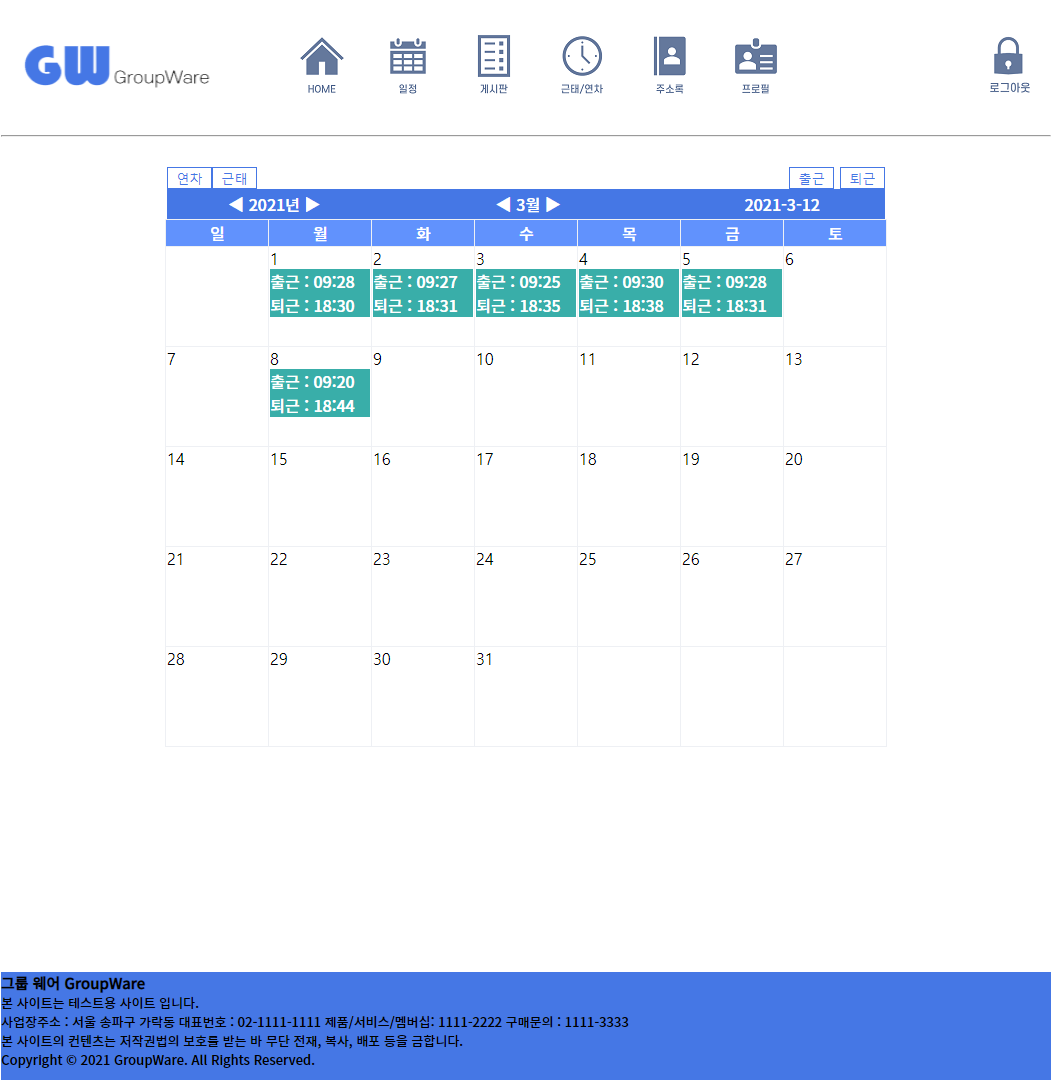 GW GroupWare
HOME 일정 게시판 근태/연차 주소록 프로필 로그아웃
연차 근태 출근 퇴근
◀ 2021년 ▶ ◀ 3월 ▶ 2021-3-12
일 월 화 수 목 금 토
1 2 3 4 5 6
출근 : 09:28 출근 : 09:27 출근 : 09:25 출근 : 09:30 출근 : 09:28
퇴근 : 18:30 퇴근 : 18:31 퇴근 : 18:35 퇴근 : 18:38 퇴근 : 18:31
7 8 9 10 11 12 13
출근 : 09:20
퇴근 : 18:44
14 15 16 17 18 19 20
21 22 23 24 25 26 27
28 29 30 31
그룹 웨어 GroupWare
본 사이트는 테스트용 사이트 입니다.
사업장주소 : 서울 송파구 가락동 대표번호 : 02-1111-1111 제품/서비스/멤버십: 1111-2222 구매문의 : 1111-3333
본 사이트의 컨텐츠는 저작권법의 보호를 받는 바 무단 전재, 복사, 배포 등을 금합니다.
Copyright © 2021 GroupWare. All Rights Reserved.